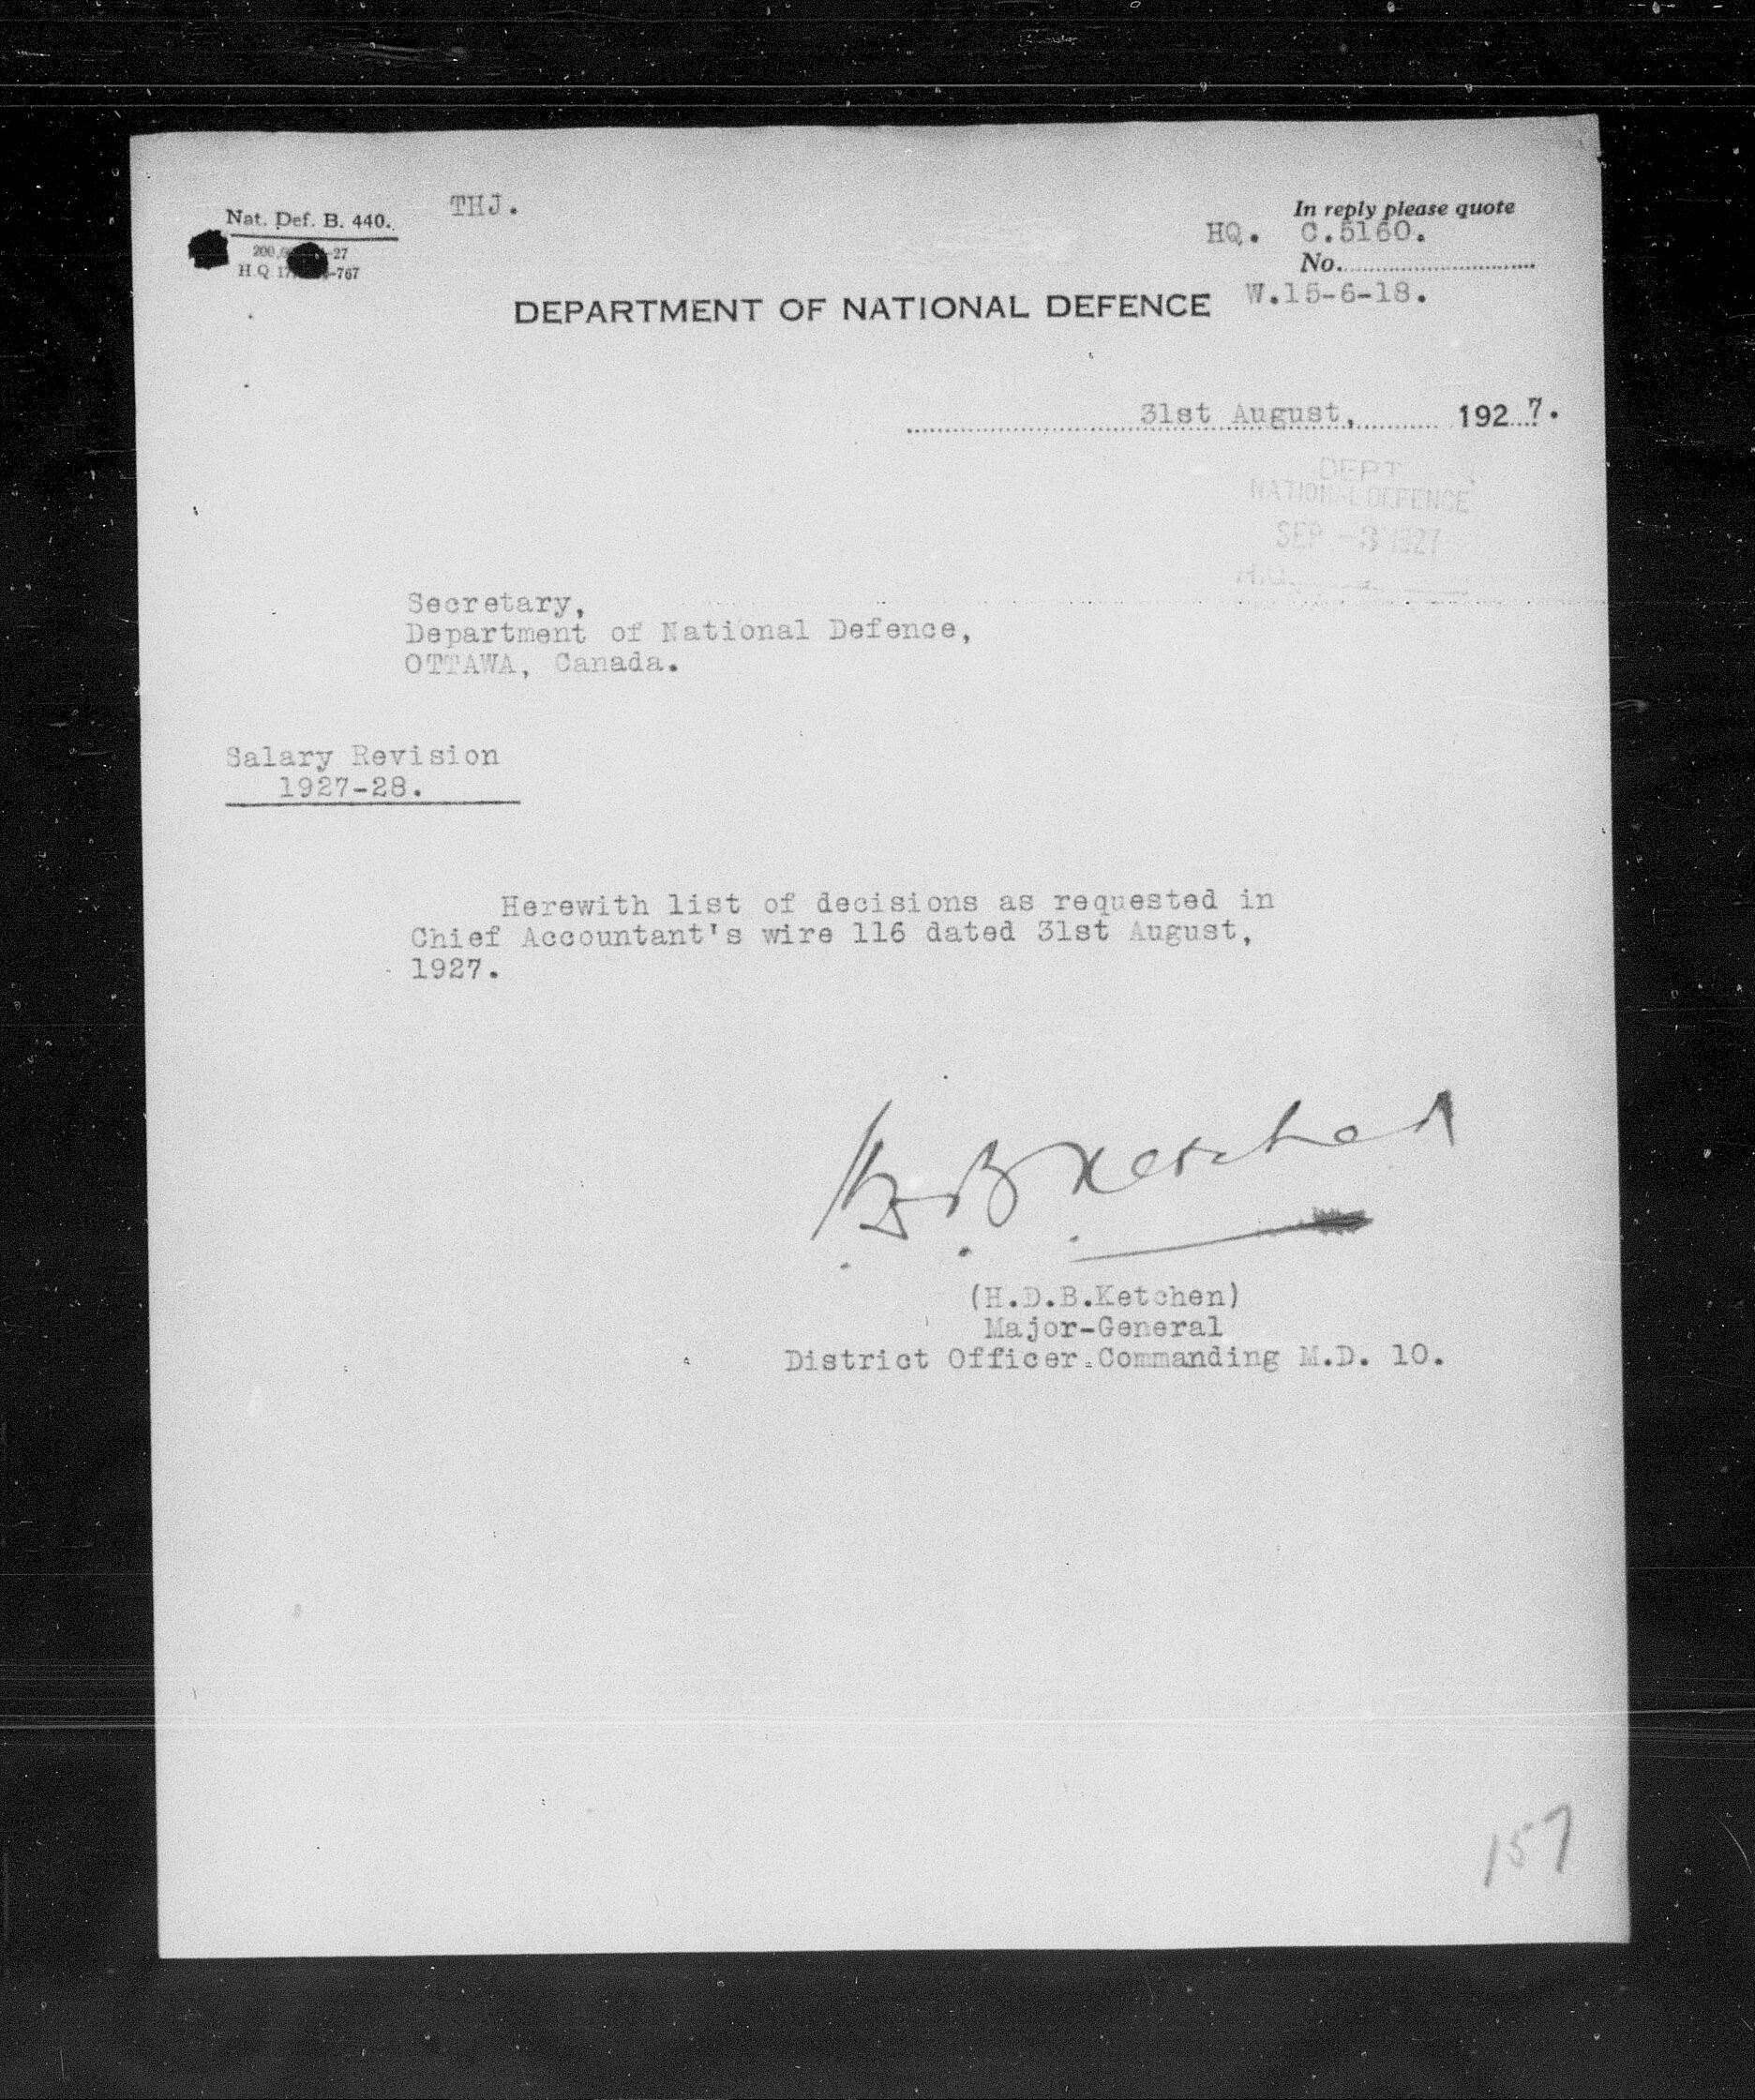 Nat. Def. B. 440.
THJ.
In reply please quote
HQ. C.5160.
H.Q. -767
No.
W.15-6-18.
DEPARTMENT OF NATIONAL DEFENCE
31st August, 1927.
DEPT
NATIONAL DEFENCE
SEP -3 1927
H.Q.
Secretary,
Department of National Defence,
OTTAWA, Canada.
Salary Revision
1927-28.
Herewith list of decisions as requested in
Chief Accountant's wire 116 dated 31st August,
1927.
H.D.B Ketchen
(H.D.B.Ketchen)
Major-General
District Officer Commanding M.D. 10.
157